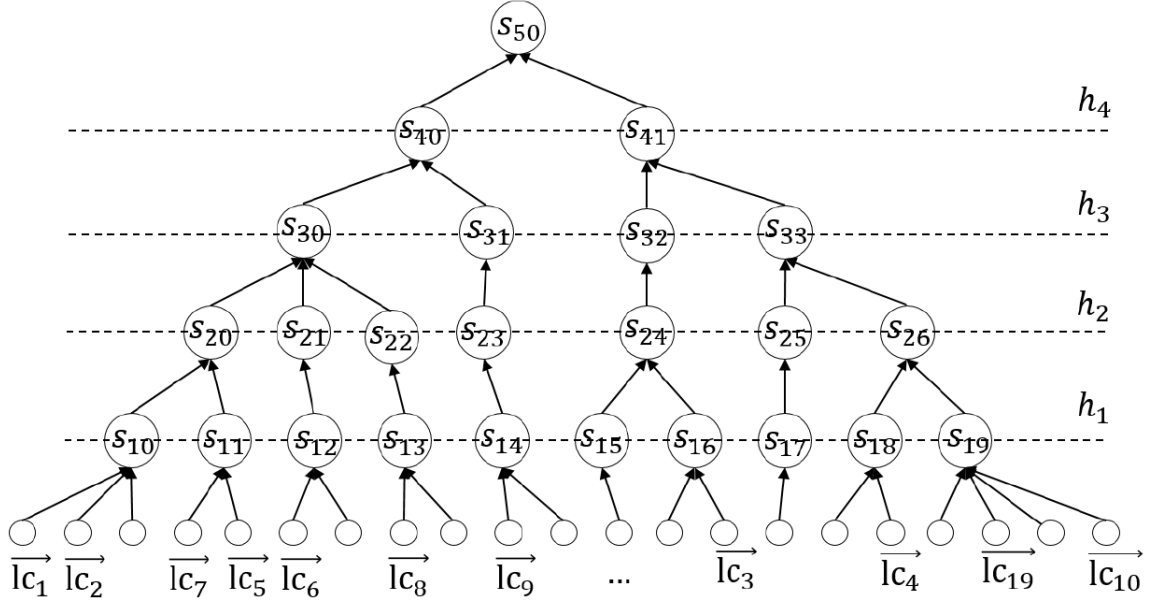 s₅₀
h₄
s₄₀ s₄₁
h₃
s₃₀ s₃₁ s₃₂ s₃₃
h₂
s₂₀ s₂₁ s₂₂ s₂₃ s₂₄ s₂₅ s₂₆
h₁
s₁₀ s₁₁ s₁₂ s₁₃ s₁₄ s₁₅ s₁₆ s₁₇ s₁₈ s₁₉
lc₁ lc₂ lc₇ lc₅ lc₆ lc₈ lc₉ ... lc₃ lc₄ lc₁₉ lc₁₀